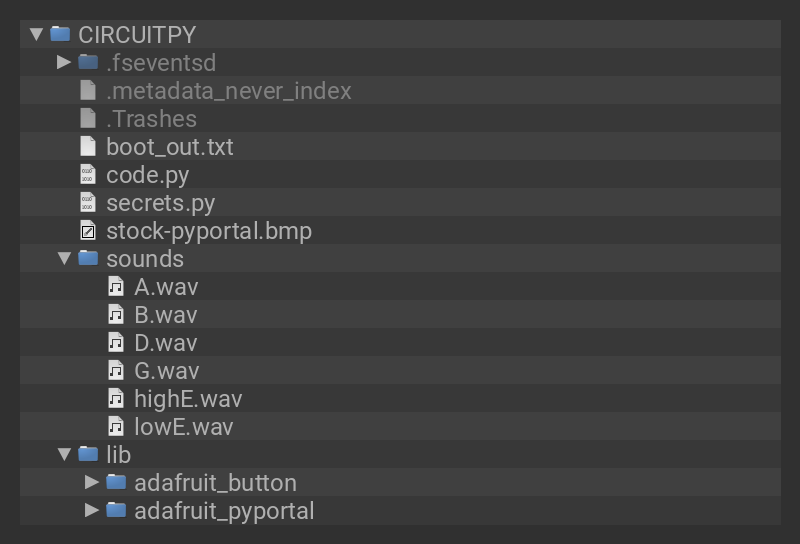 CIRCUITPY
.fseventsd
.metadata_never_index
.Trashes
boot_out.txt
code.py
secrets.py
stock-pyportal.bmp
sounds
A.wav
B.wav
D.wav
G.wav
highE.wav
lowE.wav
lib
adafruit_button
adafruit_pyportal